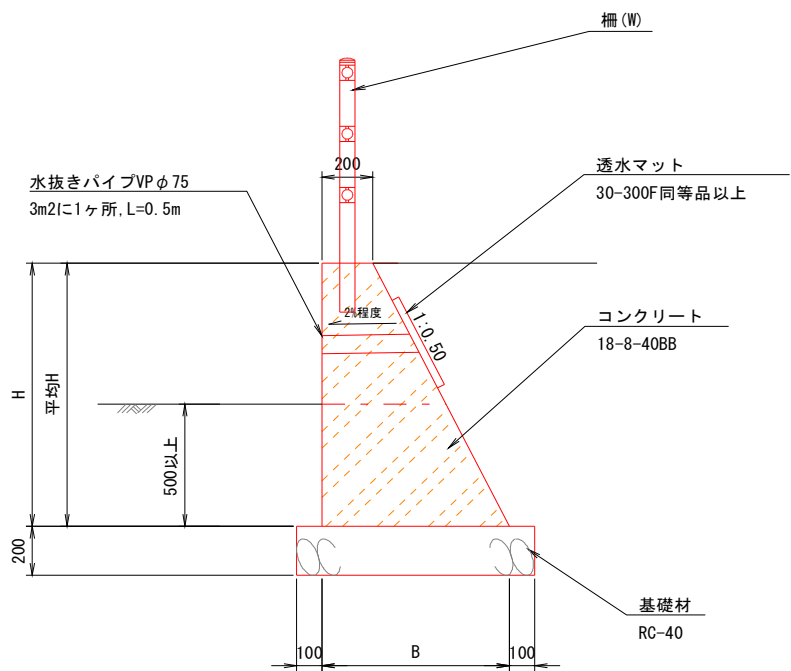 柵(W)
200
水抜きパイプVPφ75
3m2に1ヶ所,L=0.5m
透水マット
30-300F同等品以上
2%程度
1:0.50
コンクリート
18-8-40BB
H
平均H
500以上
200
基礎材
RC-40
100
B
100